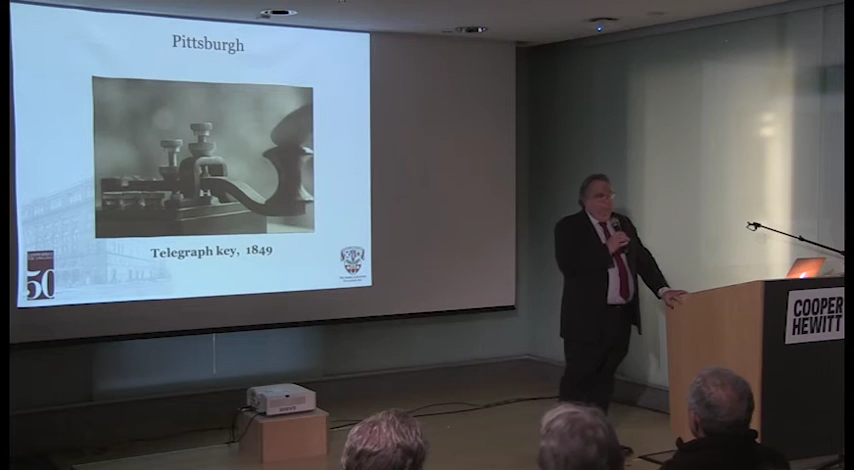 Pittsburgh
Telegraph key, 1849
50
COOPER
HEWITT